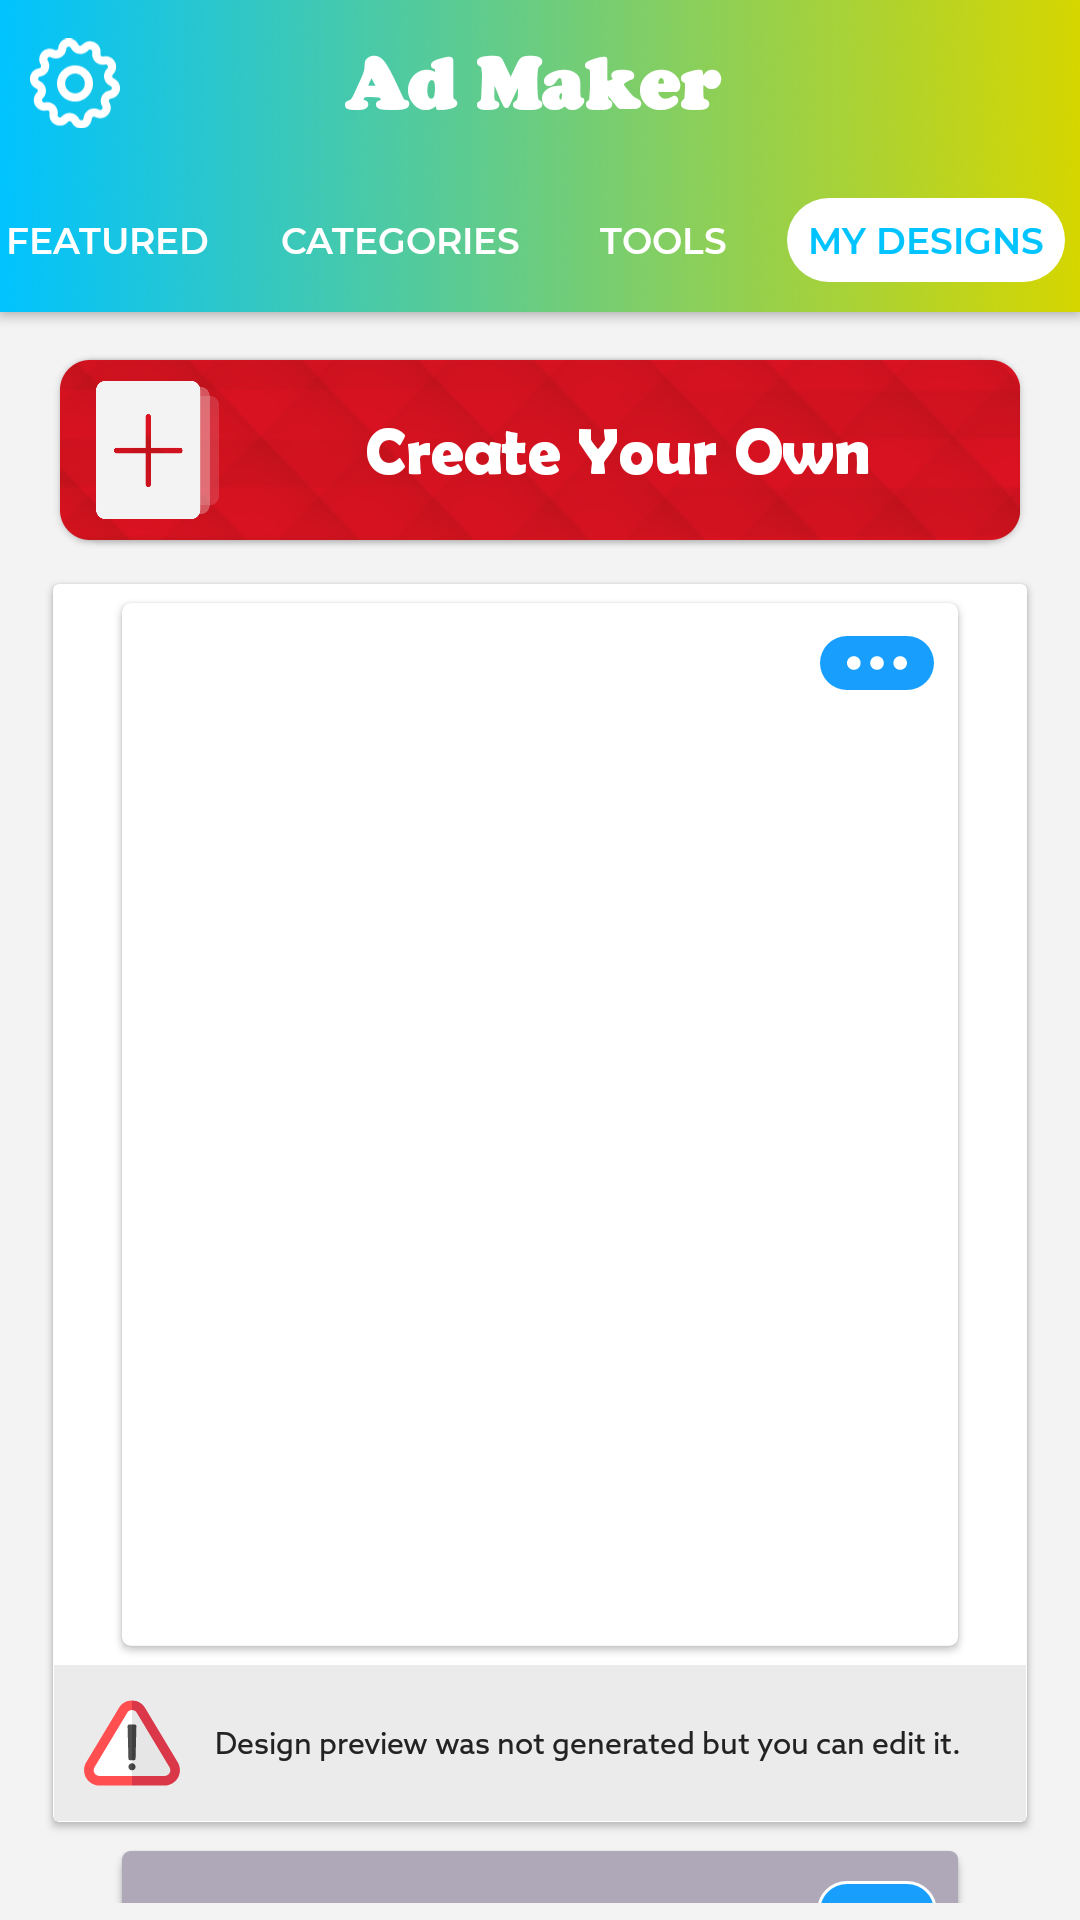 Ad Maker
FEATURED CATEGORIES TOOLS MY DESIGNS
Create Your Own
Design preview was not generated but you can edit it.